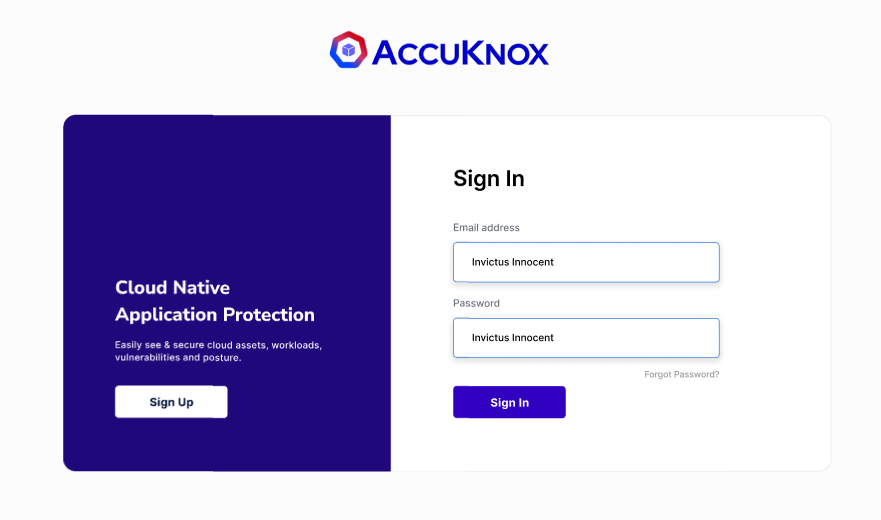 ACCUKNOX
Cloud Native
Application Protection
Easily see & secure cloud assets, workloads,
vulnerabilities and posture.
Sign Up
Sign In
Email address
Invictus Innocent
Password
Invictus Innocent
Forgot Password?
Sign In